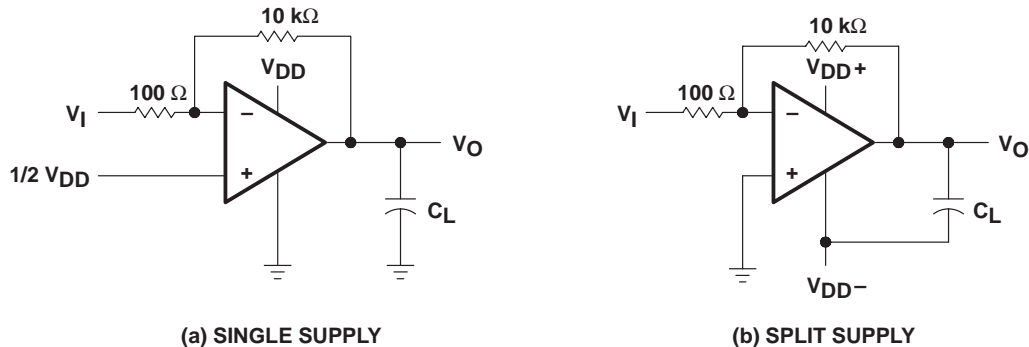 10 kΩ
VDD
100 Ω
VI
−
+
1/2 VDD
VO
CL
(a) SINGLE SUPPLY
10 kΩ
VDD+
100 Ω
VI
−
+
VO
CL
VDD−
(b) SPLIT SUPPLY